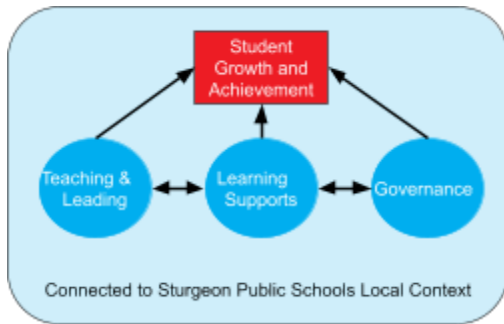 Student
Growth and
Achievement
Teaching &
Leading
Learning
Supports
Governance
Connected to Sturgeon Public Schools Local Context